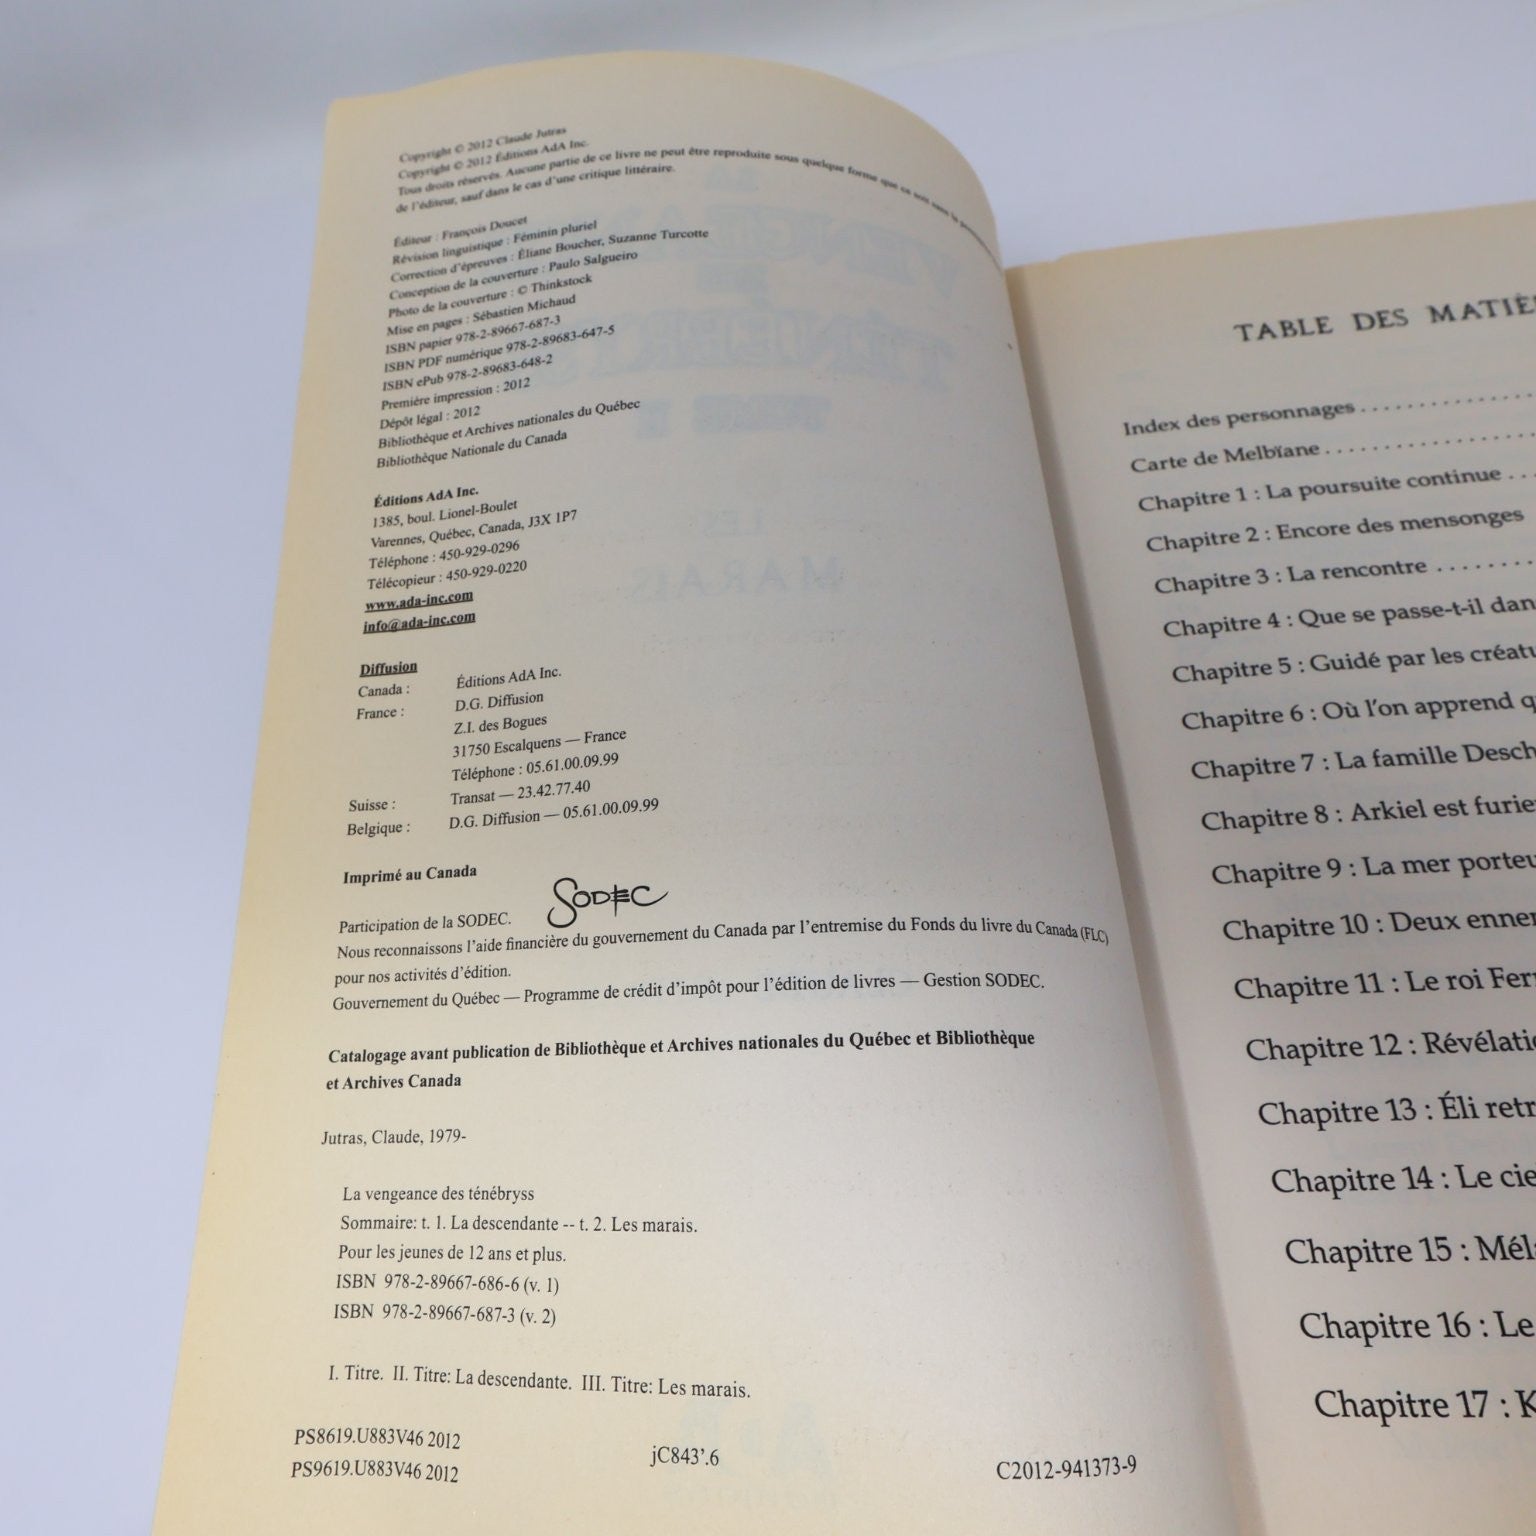 Copyright © 2012 Claude Jutras
Copyright © 2012 Éditions AdA Inc.
Tous droits réservés. Aucune partie de ce livre ne peut être reproduite sous quelque forme que ce soit sans la
de l'éditeur, sauf dans le cas d'une critique littéraire.
Éditeur : François Doucet
Révision linguistique : Féminin pluriel
Correction d'épreuves : Éliane Boucher, Suzanne Turcotte
Conception de la couverture : Paulo Salgueiro
Photo de la couverture : © Thinkstock
Mise en pages : Sébastien Michaud
ISBN papier 978-2-89667-687-3
ISBN PDF numérique 978-2-89683-647-5
ISBN ePub 978-2-89683-648-2
Première impression : 2012
Dépôt légal : 2012
Bibliothèque et Archives nationales du Québec
Bibliothèque Nationale du Canada
Éditions AdA Inc.
1385, boul. Lionel-Boulet
Varennes, Québec, Canada, J3X 1P7
Téléphone : 450-929-0296
Télécopieur : 450-929-0220
www.ada-inc.com
info@ada-inc.com
Diffusion
Canada : Éditions AdA Inc.
France : D.G. Diffusion
Z.I. des Bogues
31750 Escalquens — France
Téléphone : 05.61.00.09.99
Suisse : Transat — 23.42.77.40
Belgique : D.G. Diffusion — 05.61.00.09.99
Imprimé au Canada
Participation de la SODEC. SODEC
Nous reconnaissons l'aide financière du gouvernement du Canada par l'entremise du Fonds du livre du Canada (FLC)
pour nos activités d'édition.
Gouvernement du Québec — Programme de crédit d'impôt pour l'édition de livres — Gestion SODEC.
Catalogage avant publication de Bibliothèque et Archives nationales du Québec et Bibliothèque
et Archives Canada
Jutras, Claude, 1979-
La vengeance des ténébryss
Sommaire: t. 1. La descendante -- t. 2. Les marais.
Pour les jeunes de 12 ans et plus.
ISBN 978-2-89667-686-6 (v. 1)
ISBN 978-2-89667-687-3 (v. 2)
I. Titre. II. Titre: La descendante. III. Titre: Les marais.
PS8619.U883V46 2012
PS9619.U883V46 2012 jC843'.6 C2012-941373-9
TABLE DES MATIÈ
Index des personnages . . . . . . . . . . . . . . .
Carte de Melbïane . . . . . . . . . . . . . . . . .
Chapitre 1 : La poursuite continue . . .
Chapitre 2 : Encore des mensonges
Chapitre 3 : La rencontre . . . . . . . .
Chapitre 4 : Que se passe-t-il dan
Chapitre 5 : Guidé par les créatu
Chapitre 6 : Où l'on apprend q
Chapitre 7 : La famille Desch
Chapitre 8 : Arkiel est furie
Chapitre 9 : La mer porteu
Chapitre 10 : Deux enner
Chapitre 11 : Le roi Ferr
Chapitre 12 : Révélati
Chapitre 13 : Éli retr
Chapitre 14 : Le cie
Chapitre 15 : Mél
Chapitre 16 : Le
Chapitre 17 : K